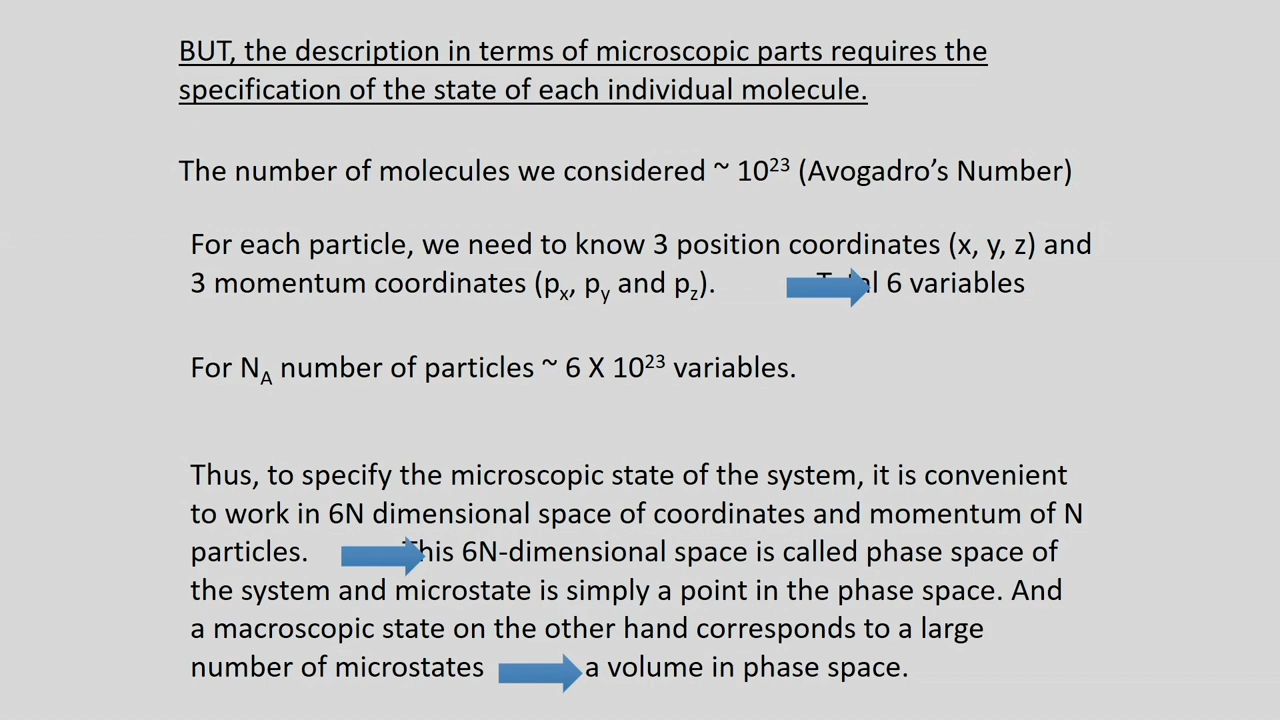 BUT, the description in terms of microscopic parts requires the
specification of the state of each individual molecule.
The number of molecules we considered ~ 10²³ (Avogadro’s Number)
For each particle, we need to know 3 position coordinates (x, y, z) and
3 momentum coordinates (pₓ, p_y and p_z). Total 6 variables
For N_A number of particles ~ 6 X 10²³ variables.
Thus, to specify the microscopic state of the system, it is convenient
to work in 6N dimensional space of coordinates and momentum of N
particles. This 6N-dimensional space is called phase space of
the system and microstate is simply a point in the phase space. And
a macroscopic state on the other hand corresponds to a large
number of microstates a volume in phase space.